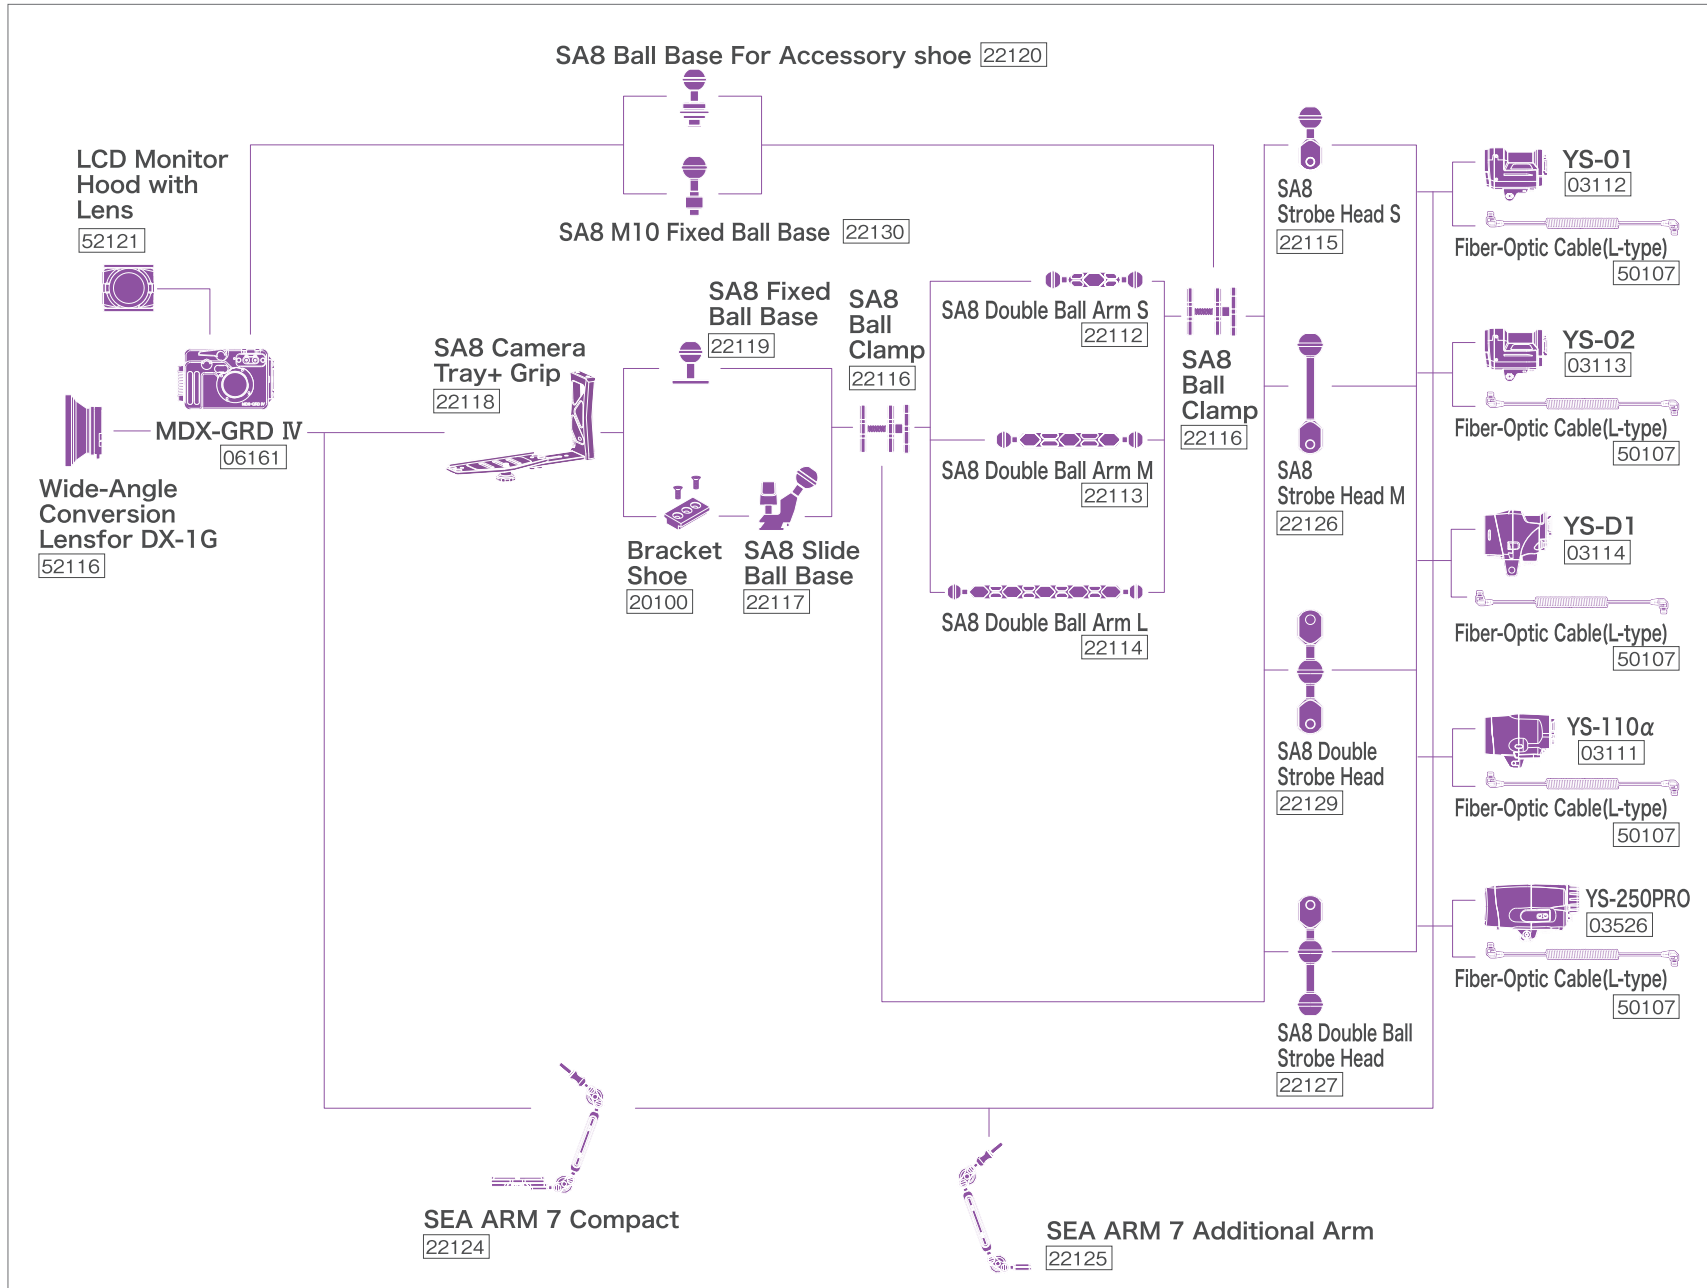 SA8 Ball Base For Accessory shoe 22120
LCD Monitor
Hood with
Lens
52121
SA8 M10 Fixed Ball Base 22130
MDX-GRD IV
MDX-GRD Ⅳ
06161
Wide-Angle
Conversion
Lensfor DX-1G
52116
SA8 Camera
Tray+ Grip
22118
SA8 Fixed
Ball Base
22119
Bracket
Shoe
20100
SA8 Slide
Ball Base
22117
SA8
Ball
Clamp
22116
SA8 Double Ball Arm S
22112
SA8 Double Ball Arm M
22113
SA8 Double Ball Arm L
22114
SA8
Ball
Clamp
22116
SA8
Strobe Head S
22115
SA8
Strobe Head M
22126
SA8 Double
Strobe Head
22129
SA8 Double Ball
Strobe Head
22127
YS-01
03112
Fiber-Optic Cable(L-type)
50107
YS-02
03113
Fiber-Optic Cable(L-type)
50107
YS-D1
03114
Fiber-Optic Cable(L-type)
50107
YS-110α
03111
Fiber-Optic Cable(L-type)
50107
YS-250PRO
03526
Fiber-Optic Cable(L-type)
50107
SEA ARM 7 Compact
22124
SEA ARM 7 Additional Arm
22125